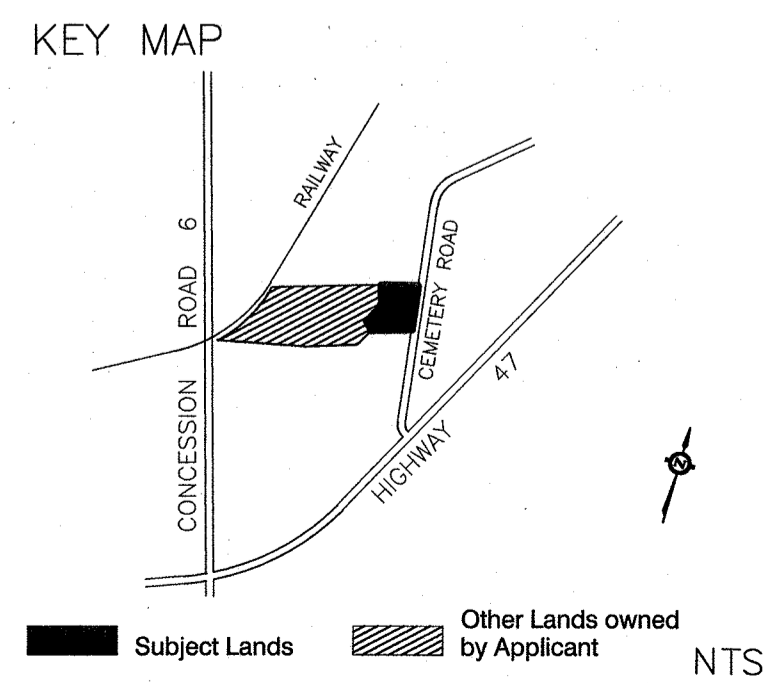 KEY MAP
RAILWAY
CONCESSION ROAD 6
CEMETERY ROAD
HIGHWAY 47
N
Subject Lands
Other Lands owned
by Applicant
NTS